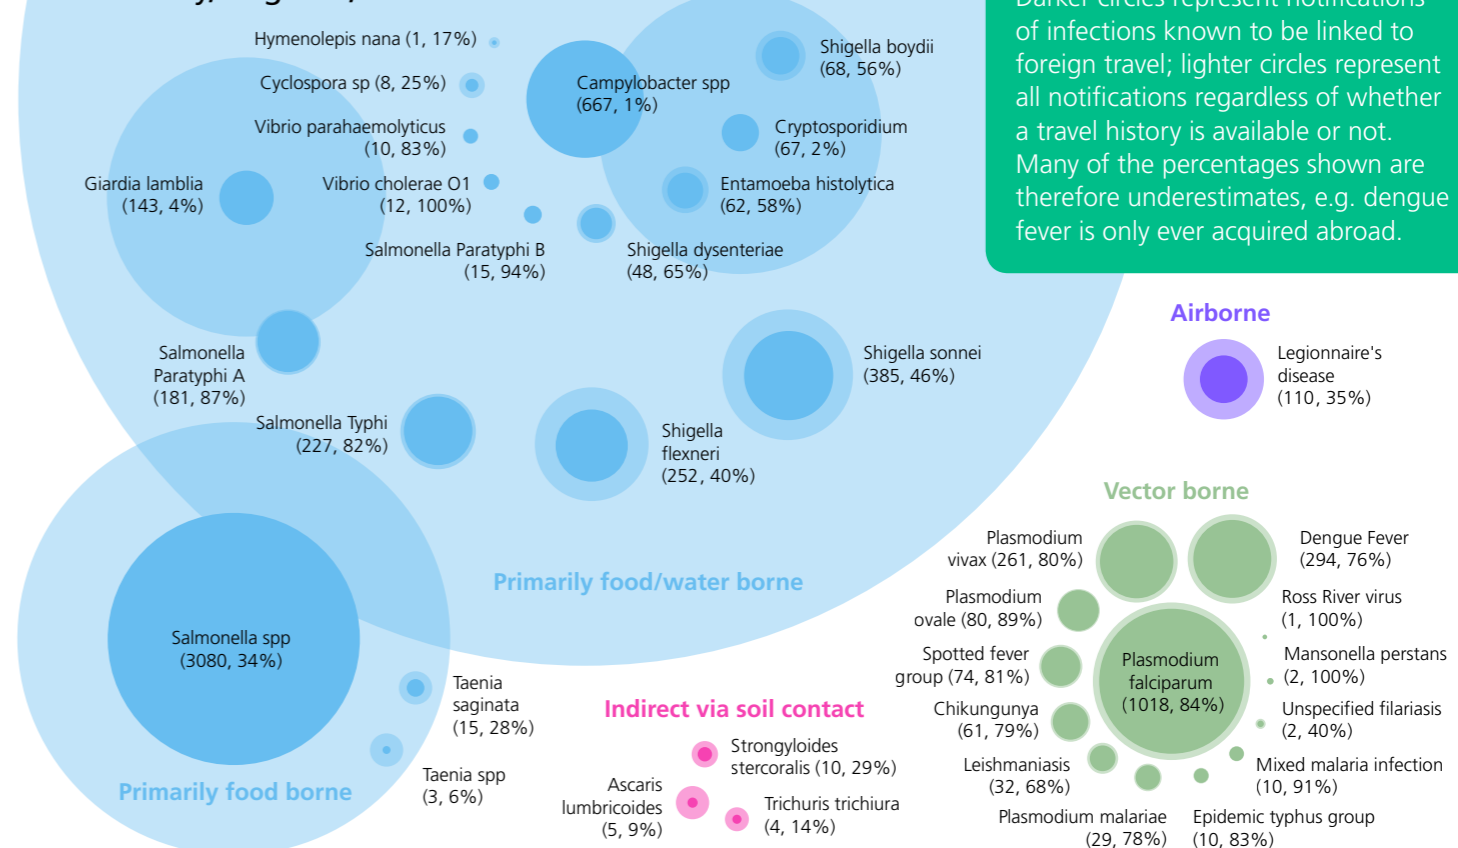 Hymenolepis nana (1, 17%)
Cyclospora sp (8, 25%)
Vibrio parahaemolyticus
(10, 83%)
Giardia lamblia
(143, 4%)
Vibrio cholerae O1
(12, 100%)
Salmonella Paratyphi B
(15, 94%)
Campylobacter spp
(667, 1%)
Shigella boydii
(68, 56%)
Cryptosporidium
(67, 2%)
Entamoeba histolytica
(62, 58%)
Shigella dysenteriae
(48, 65%)
Darker circles represent notifications
of infections known to be linked to
foreign travel; lighter circles represent
all notifications regardless of whether
a travel history is available or not.
Many of the percentages shown are
therefore underestimates, e.g. dengue
fever is only ever acquired abroad.
Salmonella
Paratyphi A
(181, 87%)
Salmonella Typhi
(227, 82%)
Shigella
flexneri
(252, 40%)
Shigella sonnei
(385, 46%)
Primarily food/water borne
Airborne
Legionnaire's
disease
(110, 35%)
Salmonella spp
(3080, 34%)
Taenia
saginata
(15, 28%)
Taenia spp
(3, 6%)
Primarily food borne
Indirect via soil contact
Strongyloides
stercoralis (10, 29%)
Ascaris
lumbricoides
(5, 9%)
Trichuris trichiura
(4, 14%)
Vector borne
Plasmodium
vivax (261, 80%)
Dengue Fever
(294, 76%)
Plasmodium
ovale (80, 89%)
Ross River virus
(1, 100%)
Spotted fever
group (74, 81%)
Plasmodium
falciparum
(1018, 84%)
Mansonella perstans
(2, 100%)
Chikungunya
(61, 79%)
Unspecified filariasis
(2, 40%)
Leishmaniasis
(32, 68%)
Mixed malaria infection
(10, 91%)
Plasmodium malariae
(29, 78%)
Epidemic typhus group
(10, 83%)